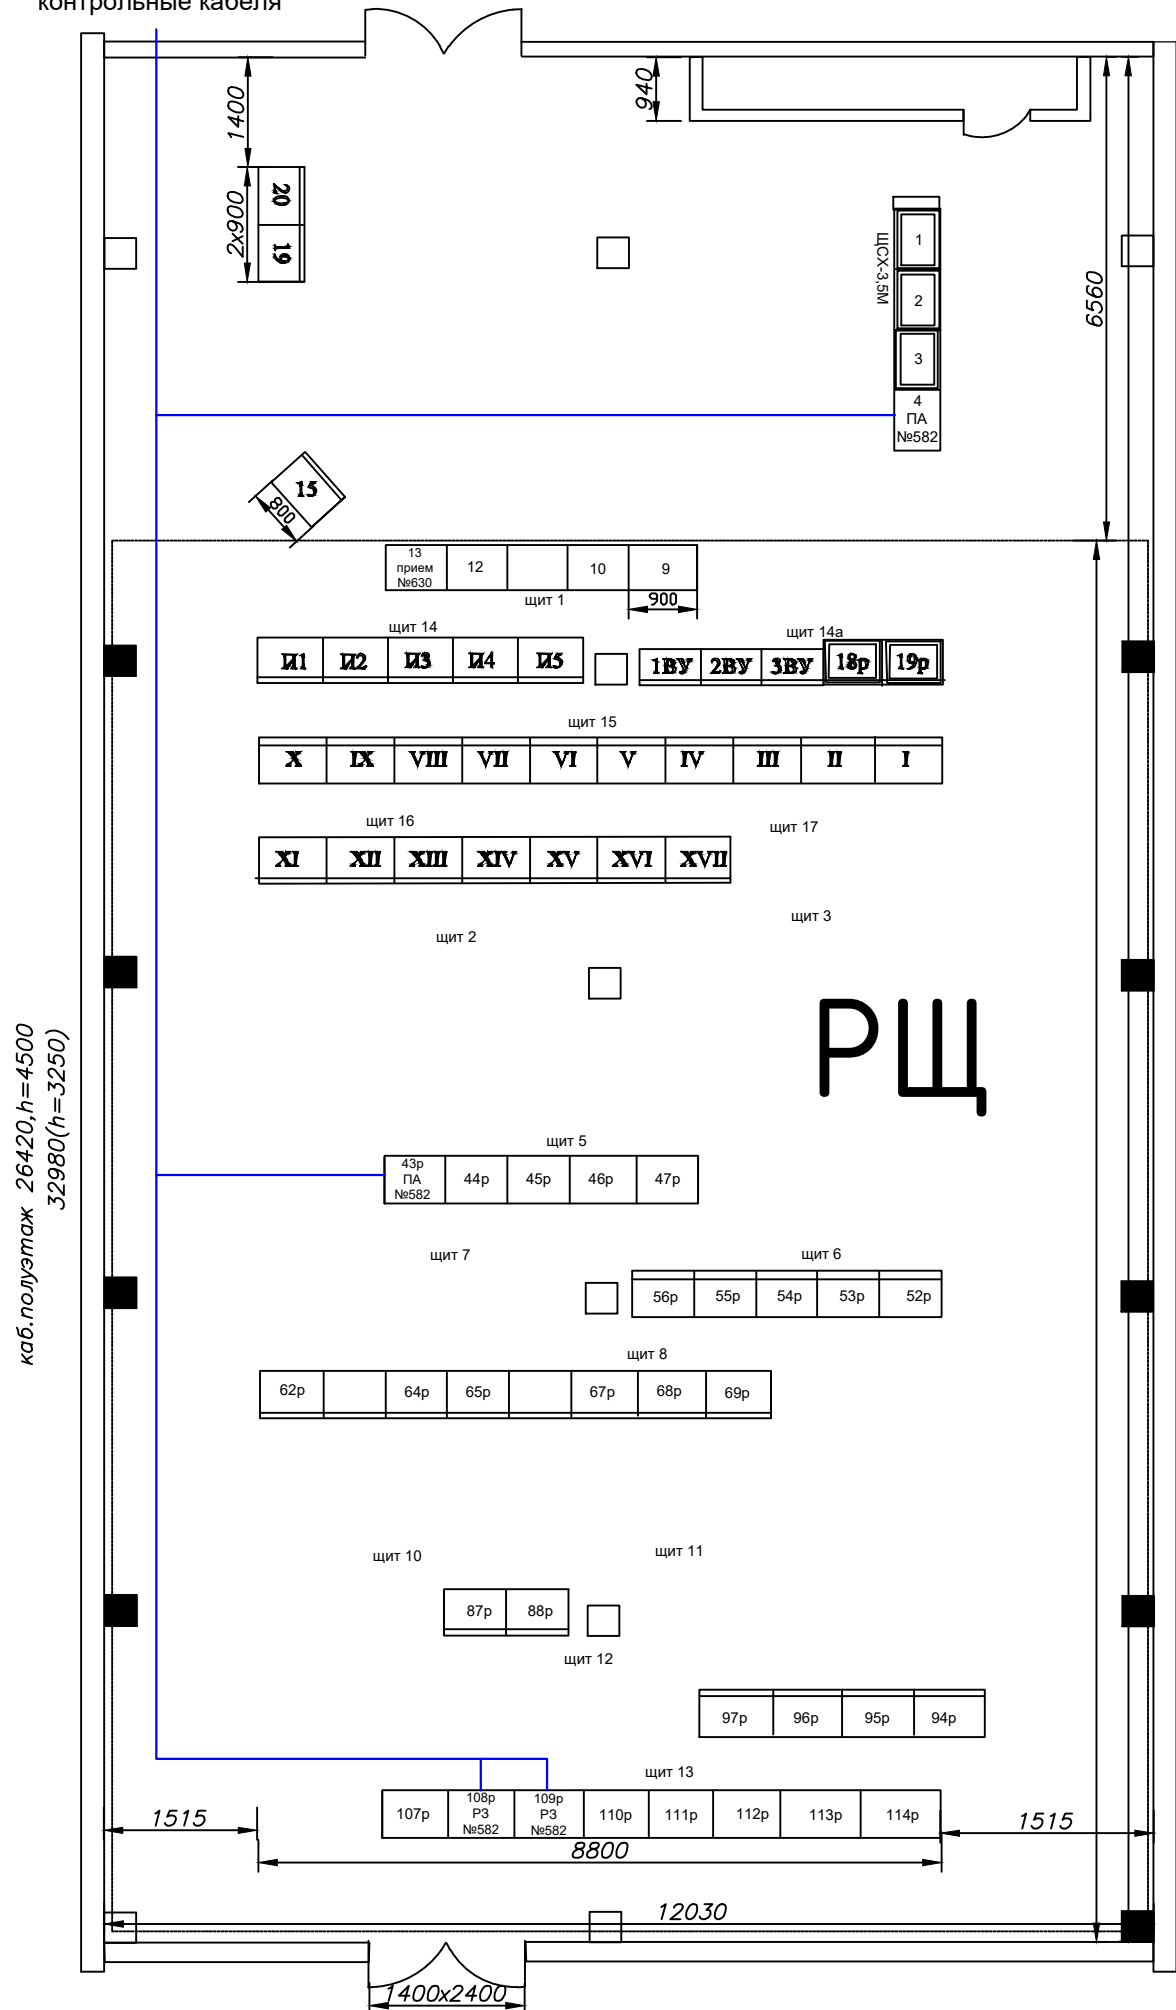 контрольные кабеля
1400
940
2x900
20
19
6560
ЩСХ-3,5М
1
2
3
4
ПА
№582
15
800
13
прием
№630
12
10
9
щит 1
900
щит 14
щит 14а
И1
И2
И3
И4
И5
1ВУ
2ВУ
3ВУ
18р
19р
щит 15
X
IX
VIII
VII
VI
V
IV
III
II
I
щит 16
щит 17
XI
XII
XIII
XIV
XV
XVI
XVII
щит 3
щит 2
РЩ
каб.полуэтаж 26420,h=4500
32980(h=3250)
щит 5
43р
ПА
№582
44р
45р
46р
47р
щит 7
щит 6
56р
55р
54р
53р
52р
щит 8
62р
64р
65р
67р
68р
69р
щит 10
щит 11
87р
88р
щит 12
97р
96р
95р
94р
щит 13
107р
108р
РЗ
№582
109р
РЗ
№582
110р
111р
112р
113р
114р
1515
1515
8800
12030
1400x2400